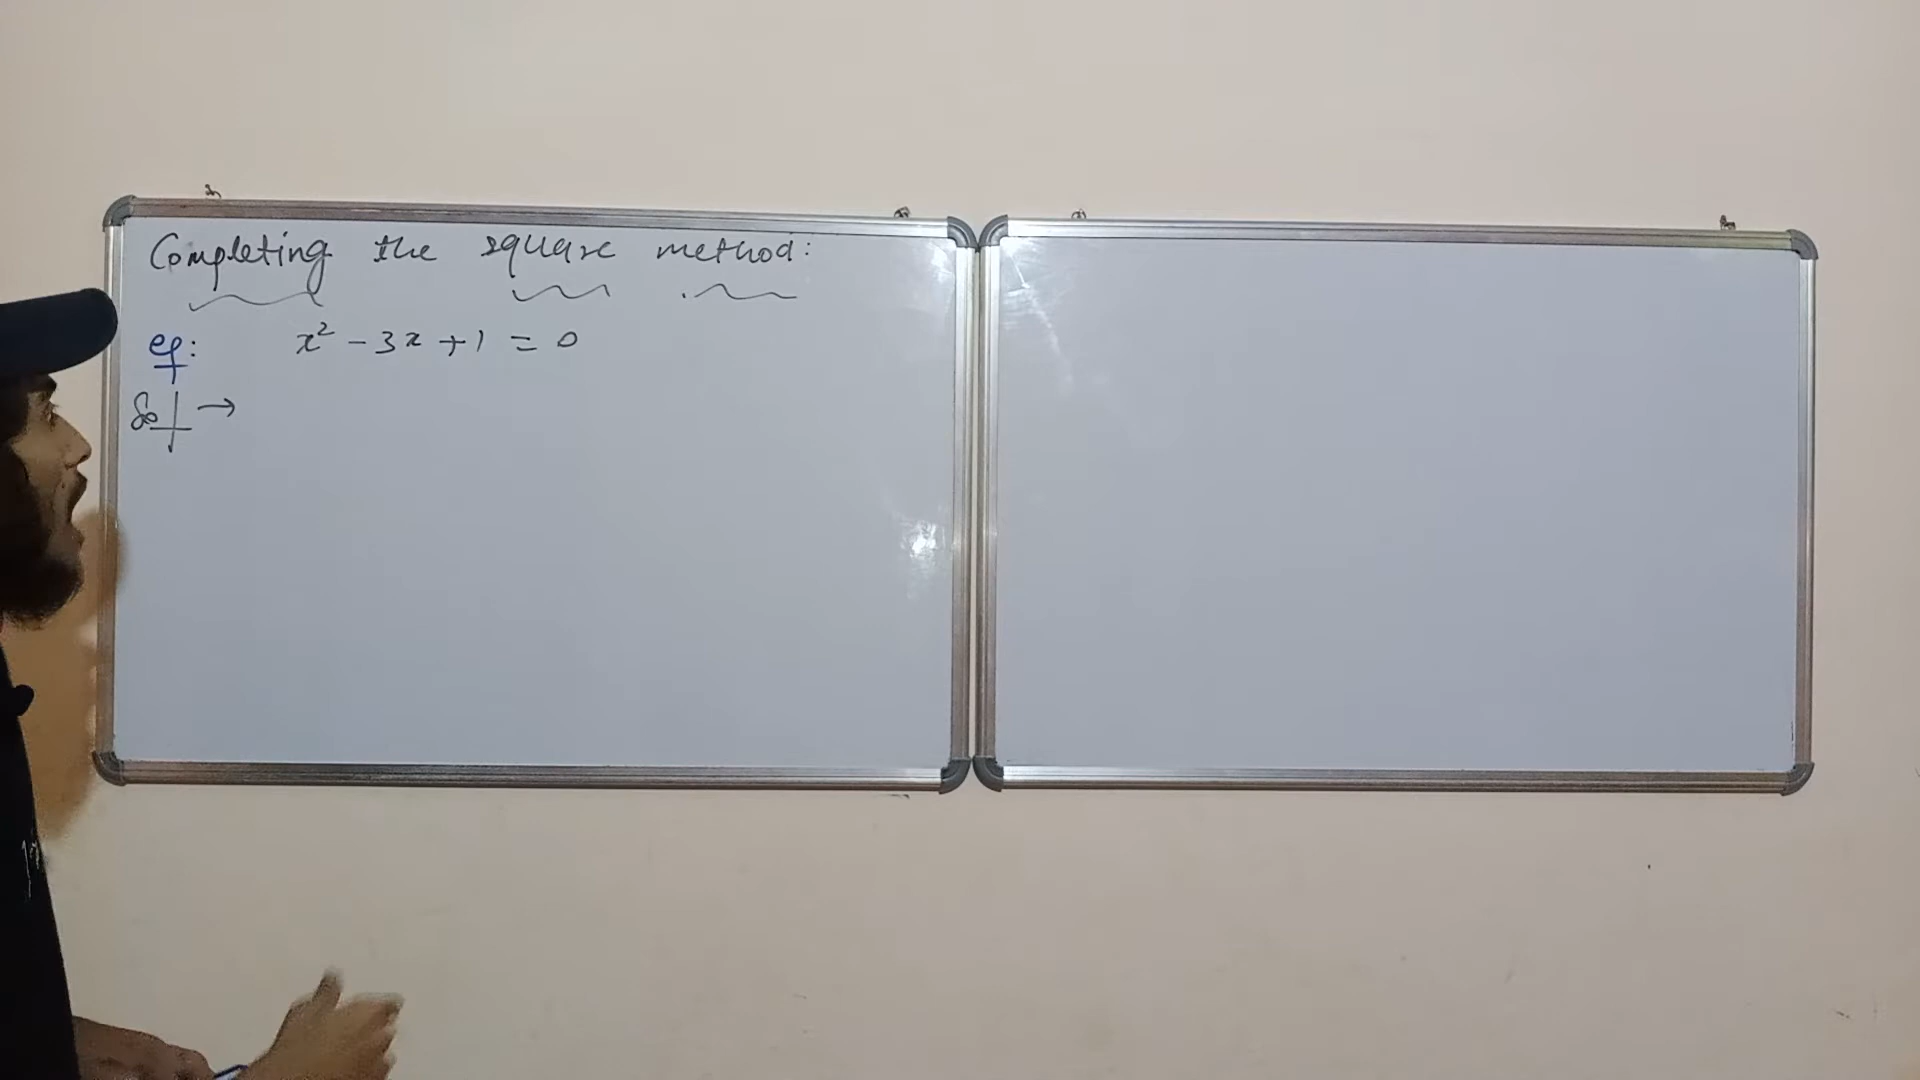 Completing the square method:
eg: x² - 3x + 1 = 0
Sol →